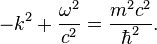 -k^2 + \frac{\omega^2}{c^2} = \frac{m^2 c^2}{\hbar^2}.